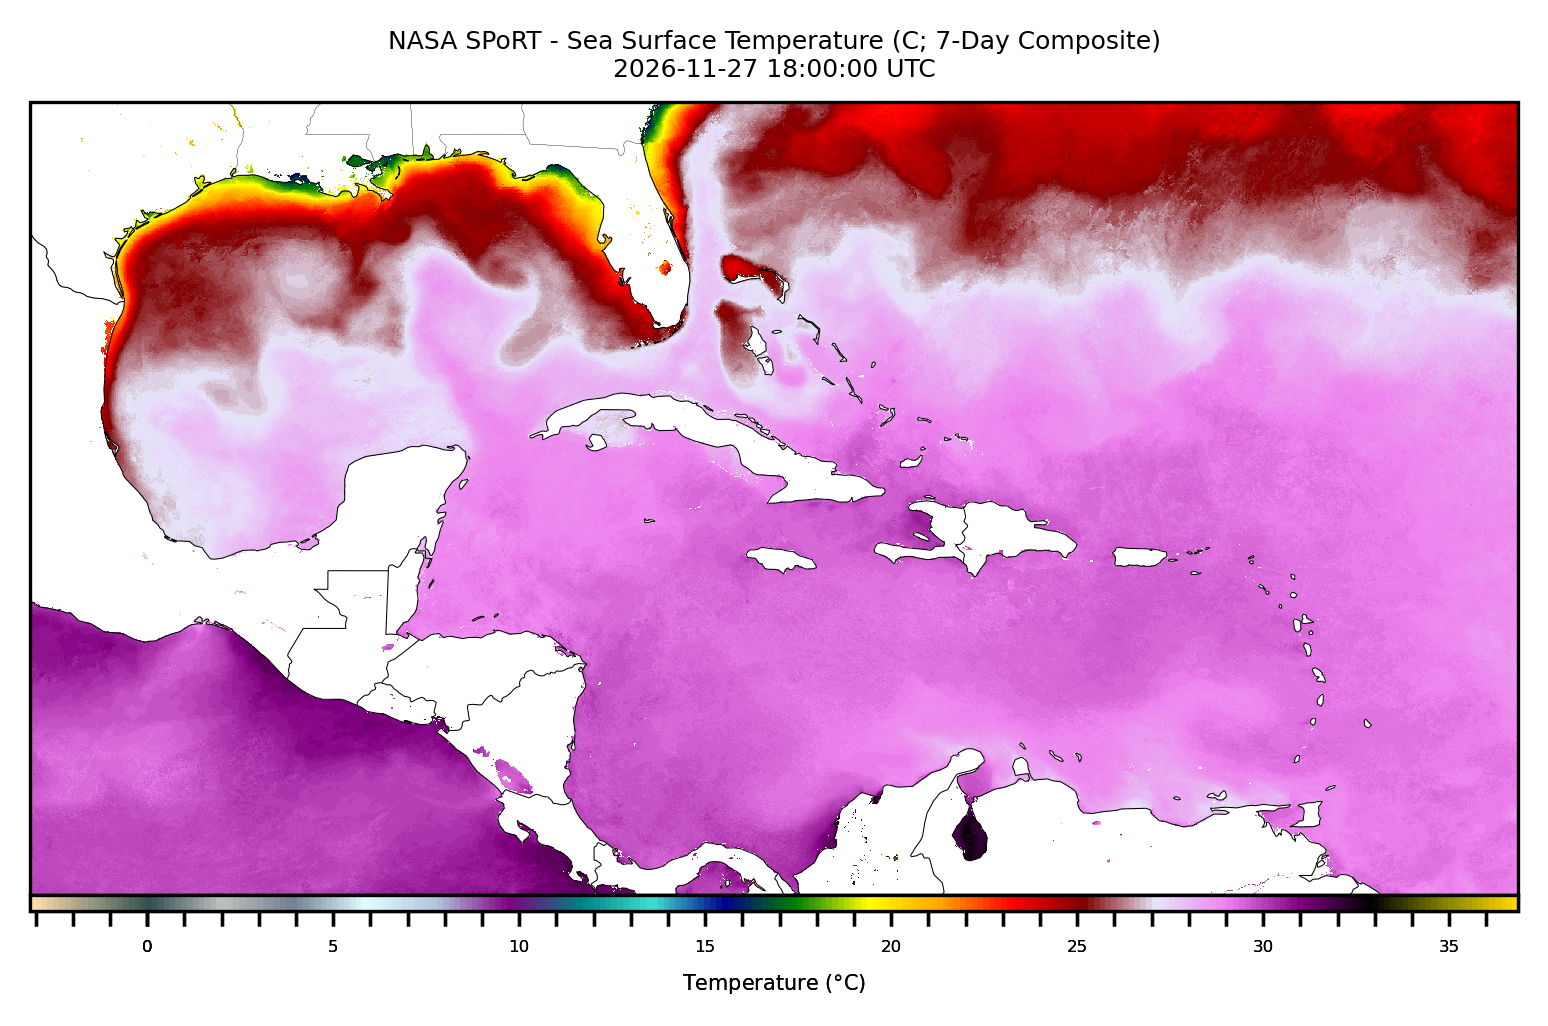 NASA SPoRT - Sea Surface Temperature (C; 7-Day Composite)
2026-11-27 18:00:00 UTC
0 5 10 15 20 25 30 35
Temperature (°C)